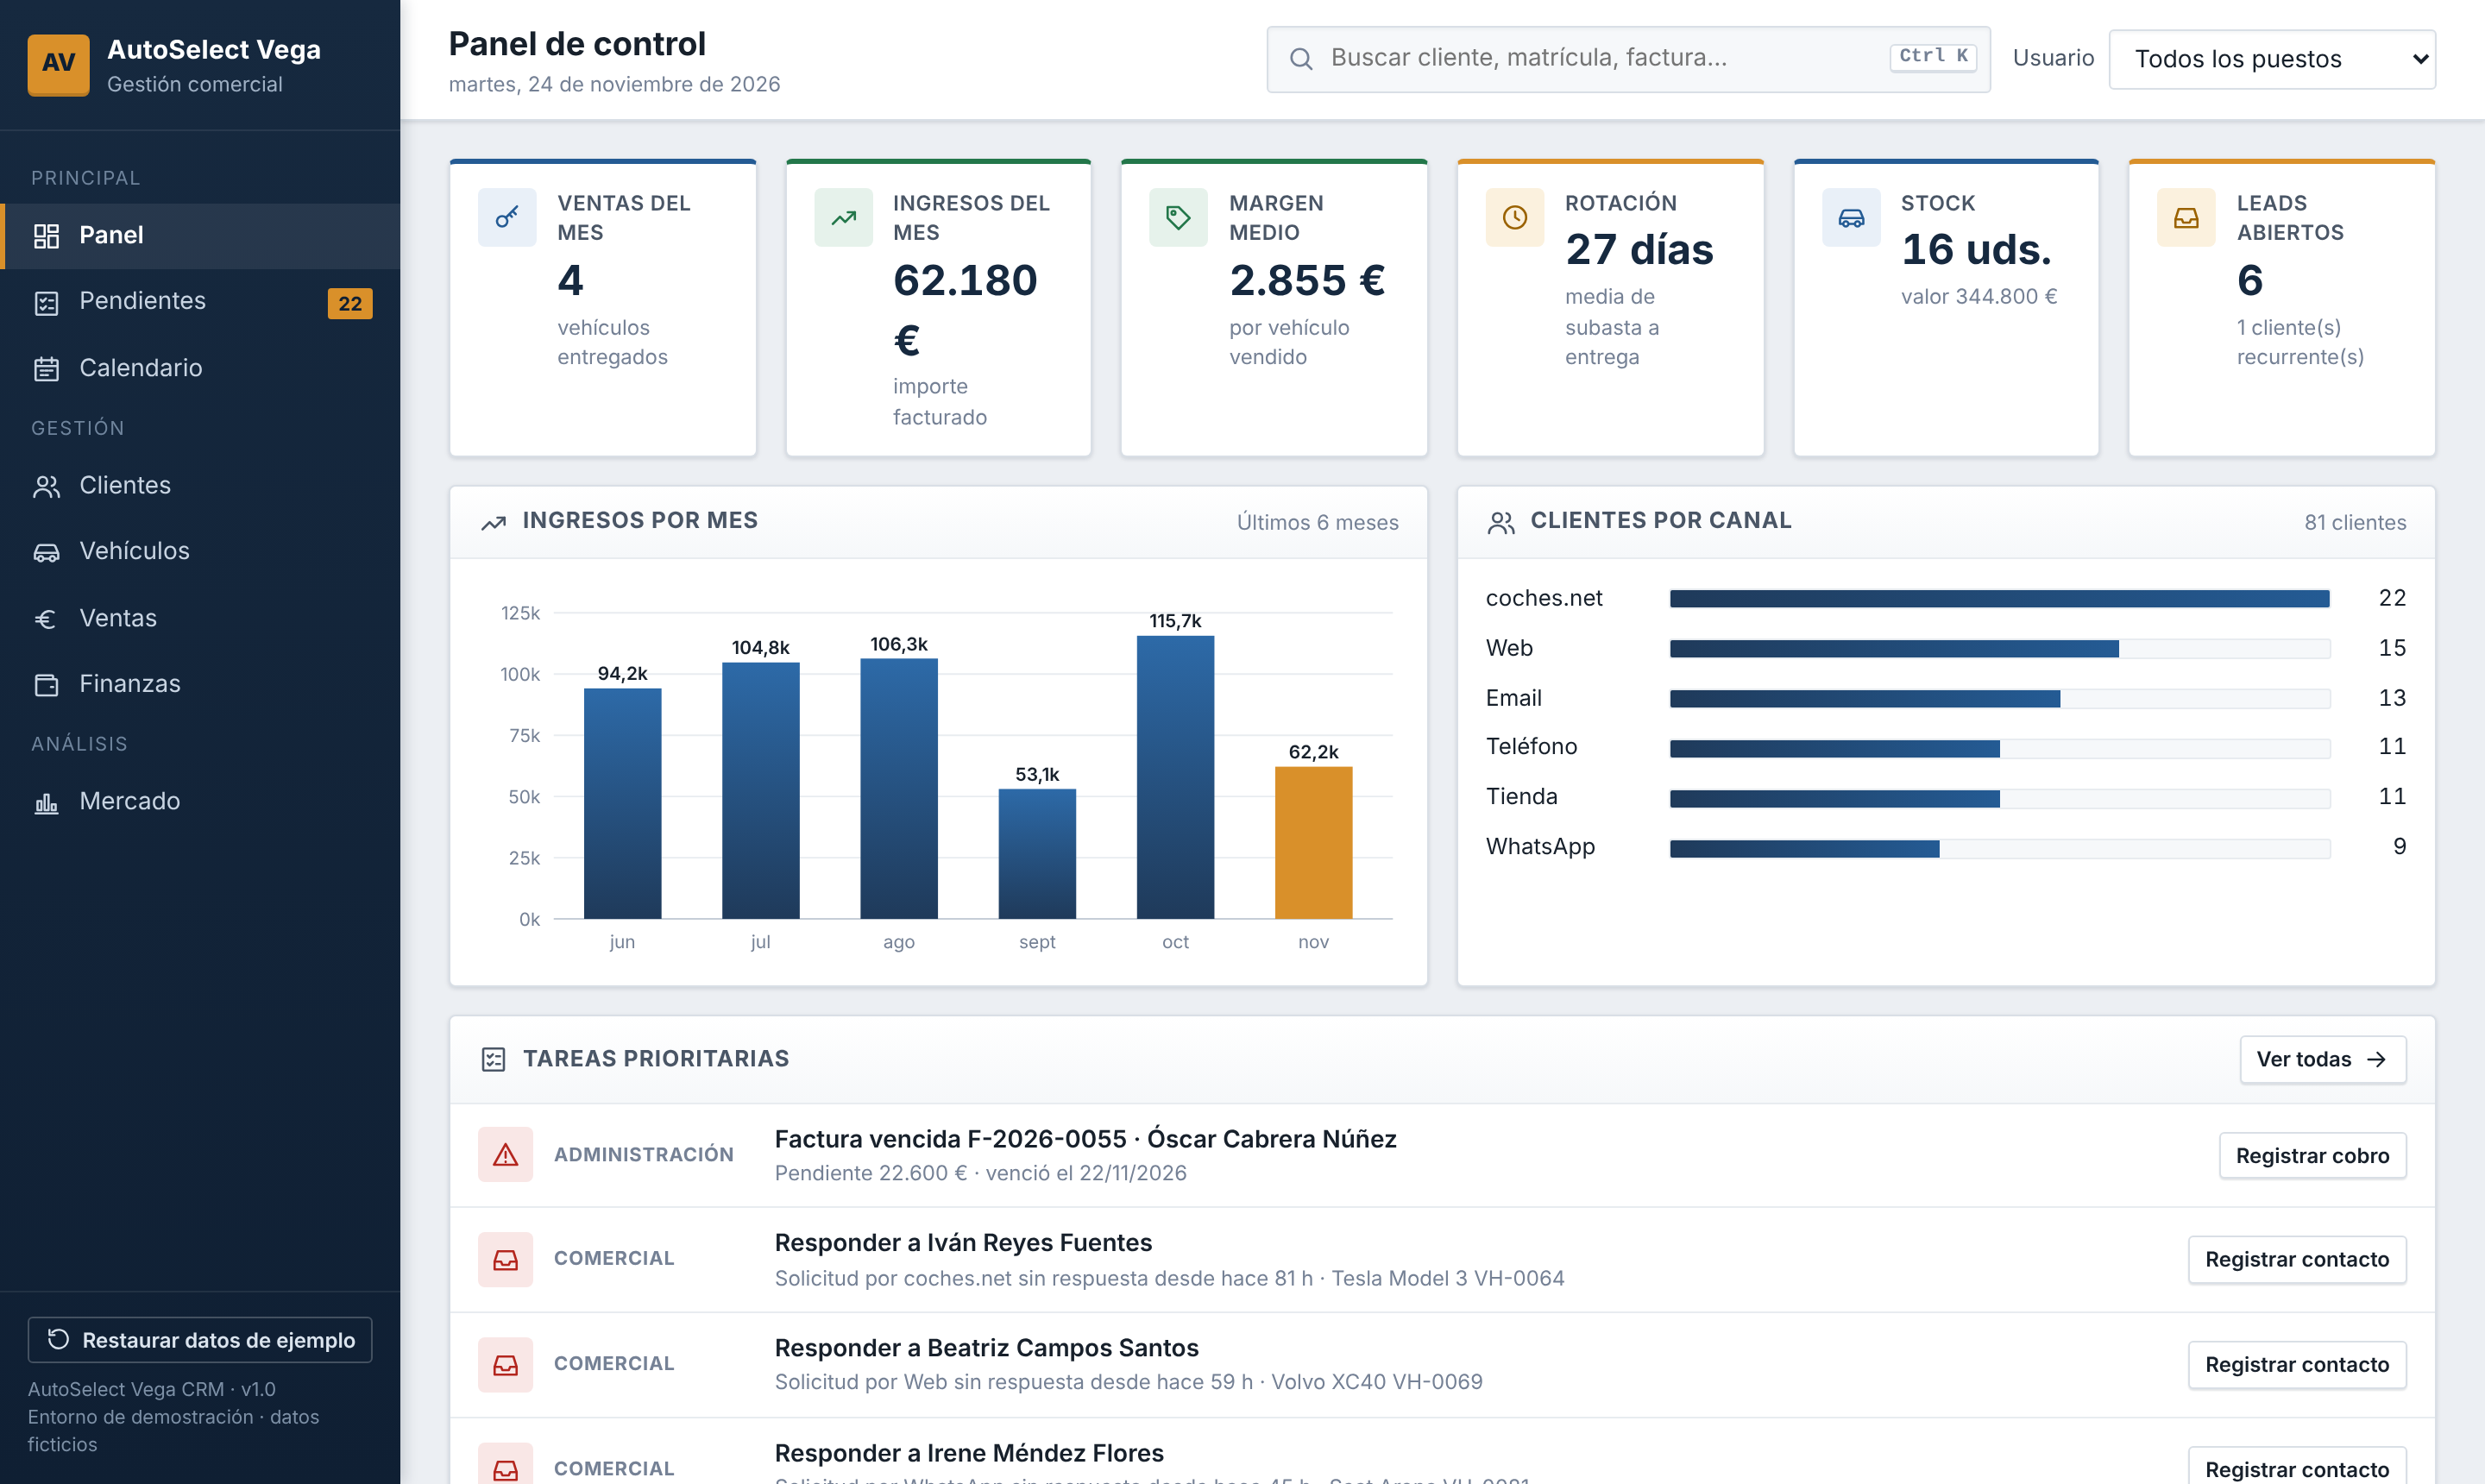 AV
AutoSelect Vega
Gestión comercial
PRINCIPAL
Panel
Pendientes
22
Calendario
GESTIÓN
Clientes
Vehículos
Ventas
Finanzas
ANÁLISIS
Mercado
Restaurar datos de ejemplo
AutoSelect Vega CRM · v1.0
Entorno de demostración · datos
ficticios
Panel de control
martes, 24 de noviembre de 2026
Buscar cliente, matrícula, factura...
Ctrl K
Usuario
Todos los puestos
VENTAS DEL
MES
4
vehículos
entregados
INGRESOS DEL
MES
62.180
€
importe
facturado
MARGEN
MEDIO
2.855 €
por vehículo
vendido
ROTACIÓN
27 días
media de
subasta a
entrega
STOCK
16 uds.
valor 344.800 €
LEADS
ABIERTOS
6
1 cliente(s)
recurrente(s)
INGRESOS POR MES
Últimos 6 meses
125k
100k
75k
50k
25k
0k
94,2k
104,8k
106,3k
53,1k
115,7k
62,2k
jun
jul
ago
sept
oct
nov
CLIENTES POR CANAL
81 clientes
coches.net 22
Web 15
Email 13
Teléfono 11
Tienda 11
WhatsApp 9
TAREAS PRIORITARIAS
Ver todas
ADMINISTRACIÓN
Factura vencida F-2026-0055 · Óscar Cabrera Núñez
Pendiente 22.600 € · venció el 22/11/2026
Registrar cobro
COMERCIAL
Responder a Iván Reyes Fuentes
Solicitud por coches.net sin respuesta desde hace 81 h · Tesla Model 3 VH-0064
Registrar contacto
COMERCIAL
Responder a Beatriz Campos Santos
Solicitud por Web sin respuesta desde hace 59 h · Volvo XC40 VH-0069
Registrar contacto
COMERCIAL
Responder a Irene Méndez Flores
Registrar contacto